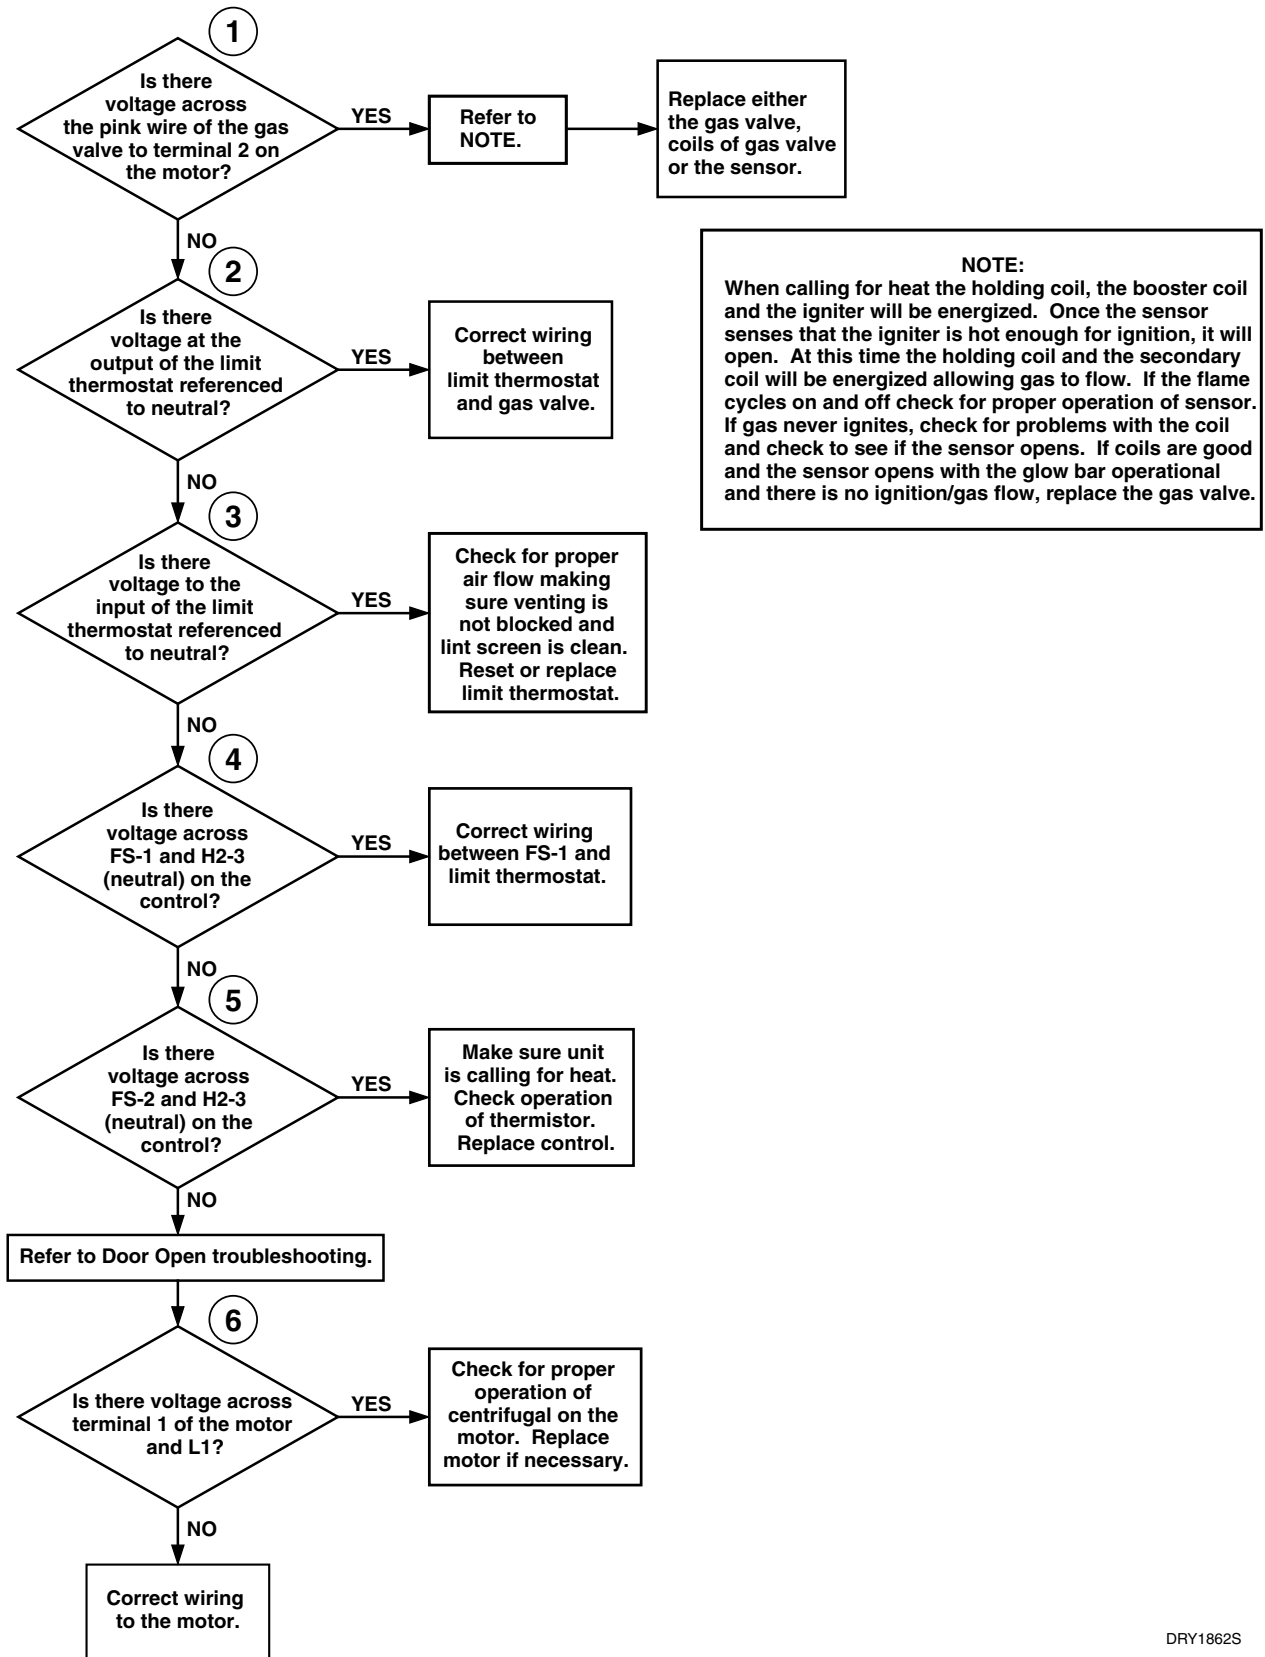 1
Is there
voltage across
the pink wire of the gas
valve to terminal 2 on
the motor?
YES
Refer to
NOTE.
Replace either
the gas valve,
coils of gas valve
or the sensor.
NO
NOTE:
When calling for heat the holding coil, the booster coil
and the igniter will be energized.  Once the sensor
senses that the igniter is hot enough for ignition, it will
open.  At this time the holding coil and the secondary
coil will be energized allowing gas to flow.  If the flame
cycles on and off check for proper operation of sensor.
If gas never ignites, check for problems with the coil
and check to see if the sensor opens.  If coils are good
and the sensor opens with the glow bar operational
and there is no ignition/gas flow, replace the gas valve.
2
Is there
voltage at the
output of the limit
thermostat referenced
to neutral?
YES
Correct wiring
between
limit thermostat
and gas valve.
NO
3
Is there
voltage to the
input of the limit
thermostat referenced
to neutral?
YES
Check for proper
air flow making
sure venting is
not blocked and
lint screen is clean.
Reset or replace
limit thermostat.
NO
4
Is there
voltage across
FS-1 and H2-3
(neutral) on the
control?
YES
Correct wiring
between FS-1 and
limit thermostat.
NO
5
Is there
voltage across
FS-2 and H2-3
(neutral) on the
control?
YES
Make sure unit
is calling for heat.
Check operation
of thermistor.
Replace control.
NO
Refer to Door Open troubleshooting.
6
Is there voltage across
terminal 1 of the motor
and L1?
YES
Check for proper
operation of
centrifugal on the
motor.  Replace
motor if necessary.
NO
Correct wiring
to the motor.
DRY1862S